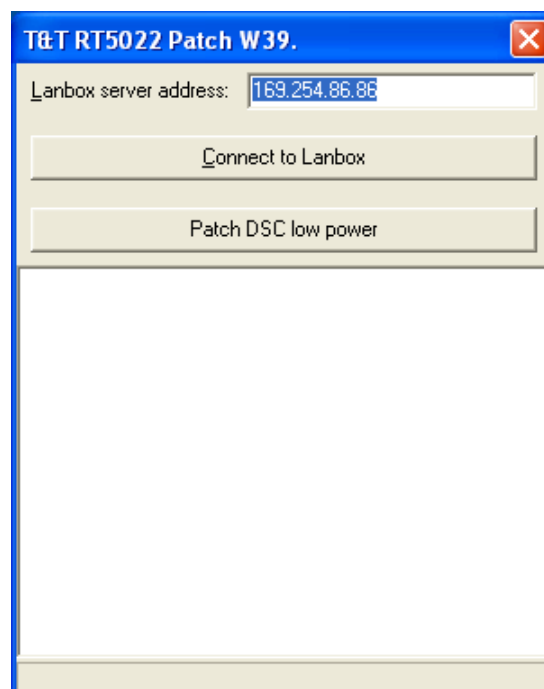 T&T RT5022 Patch W39.
Lanbox server address: 169.254.86.86
Connect to Lanbox
Patch DSC low power